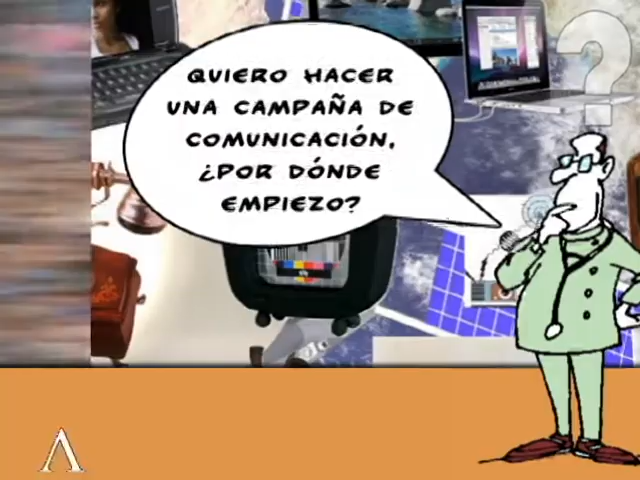 QUIERO HACER
UNA CAMPAÑA DE
COMUNICACIÓN,
¿POR DÓNDE
EMPIEZO?
?
Λ